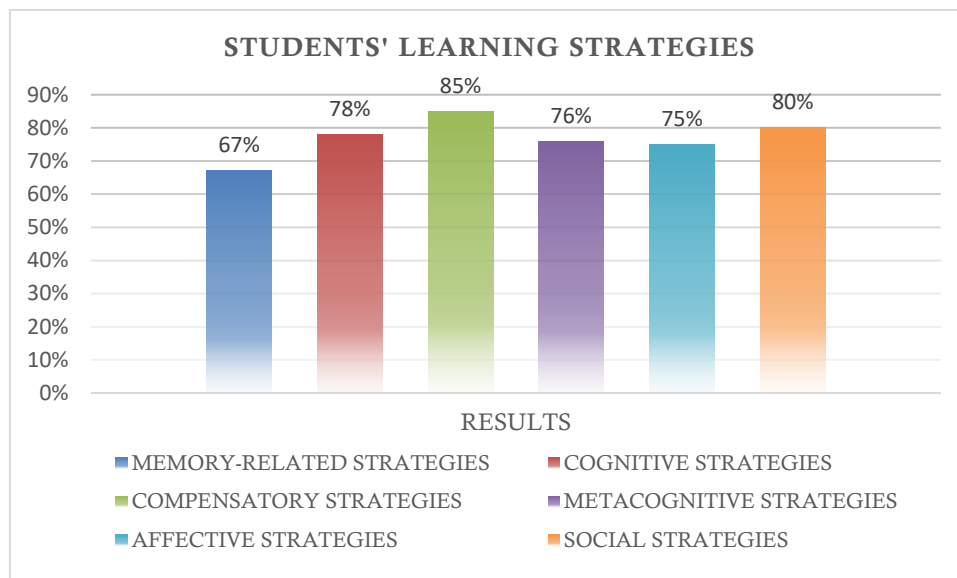 STUDENTS' LEARNING STRATEGIES
90%
80%
70%
60%
50%
40%
30%
20%
10%
0%
67%
78%
85%
76%
75%
80%
RESULTS
MEMORY-RELATED STRATEGIES
COGNITIVE STRATEGIES
COMPENSATORY STRATEGIES
METACOGNITIVE STRATEGIES
AFFECTIVE STRATEGIES
SOCIAL STRATEGIES